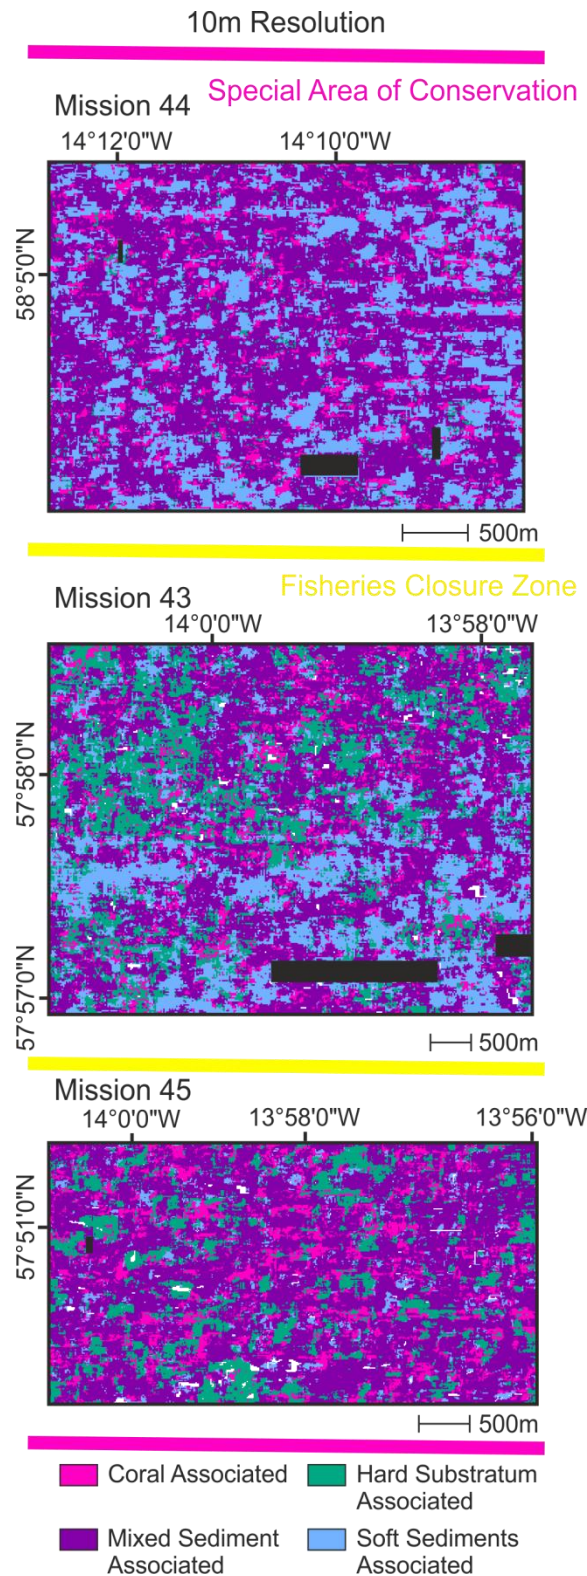 10m Resolution
Special Area of Conservation
Mission 44
14°12'0"W 14°10'0"W
58°5'0"N
500m
Fisheries Closure Zone
Mission 43
14°0'0"W 13°58'0"W
57°58'0"N
57°57'0"N
500m
Mission 45
14°0'0"W 13°58'0"W 13°56'0"W
57°51'0"N
500m
Coral Associated
Hard Substratum
Associated
Mixed Sediment
Associated
Soft Sediments
Associated